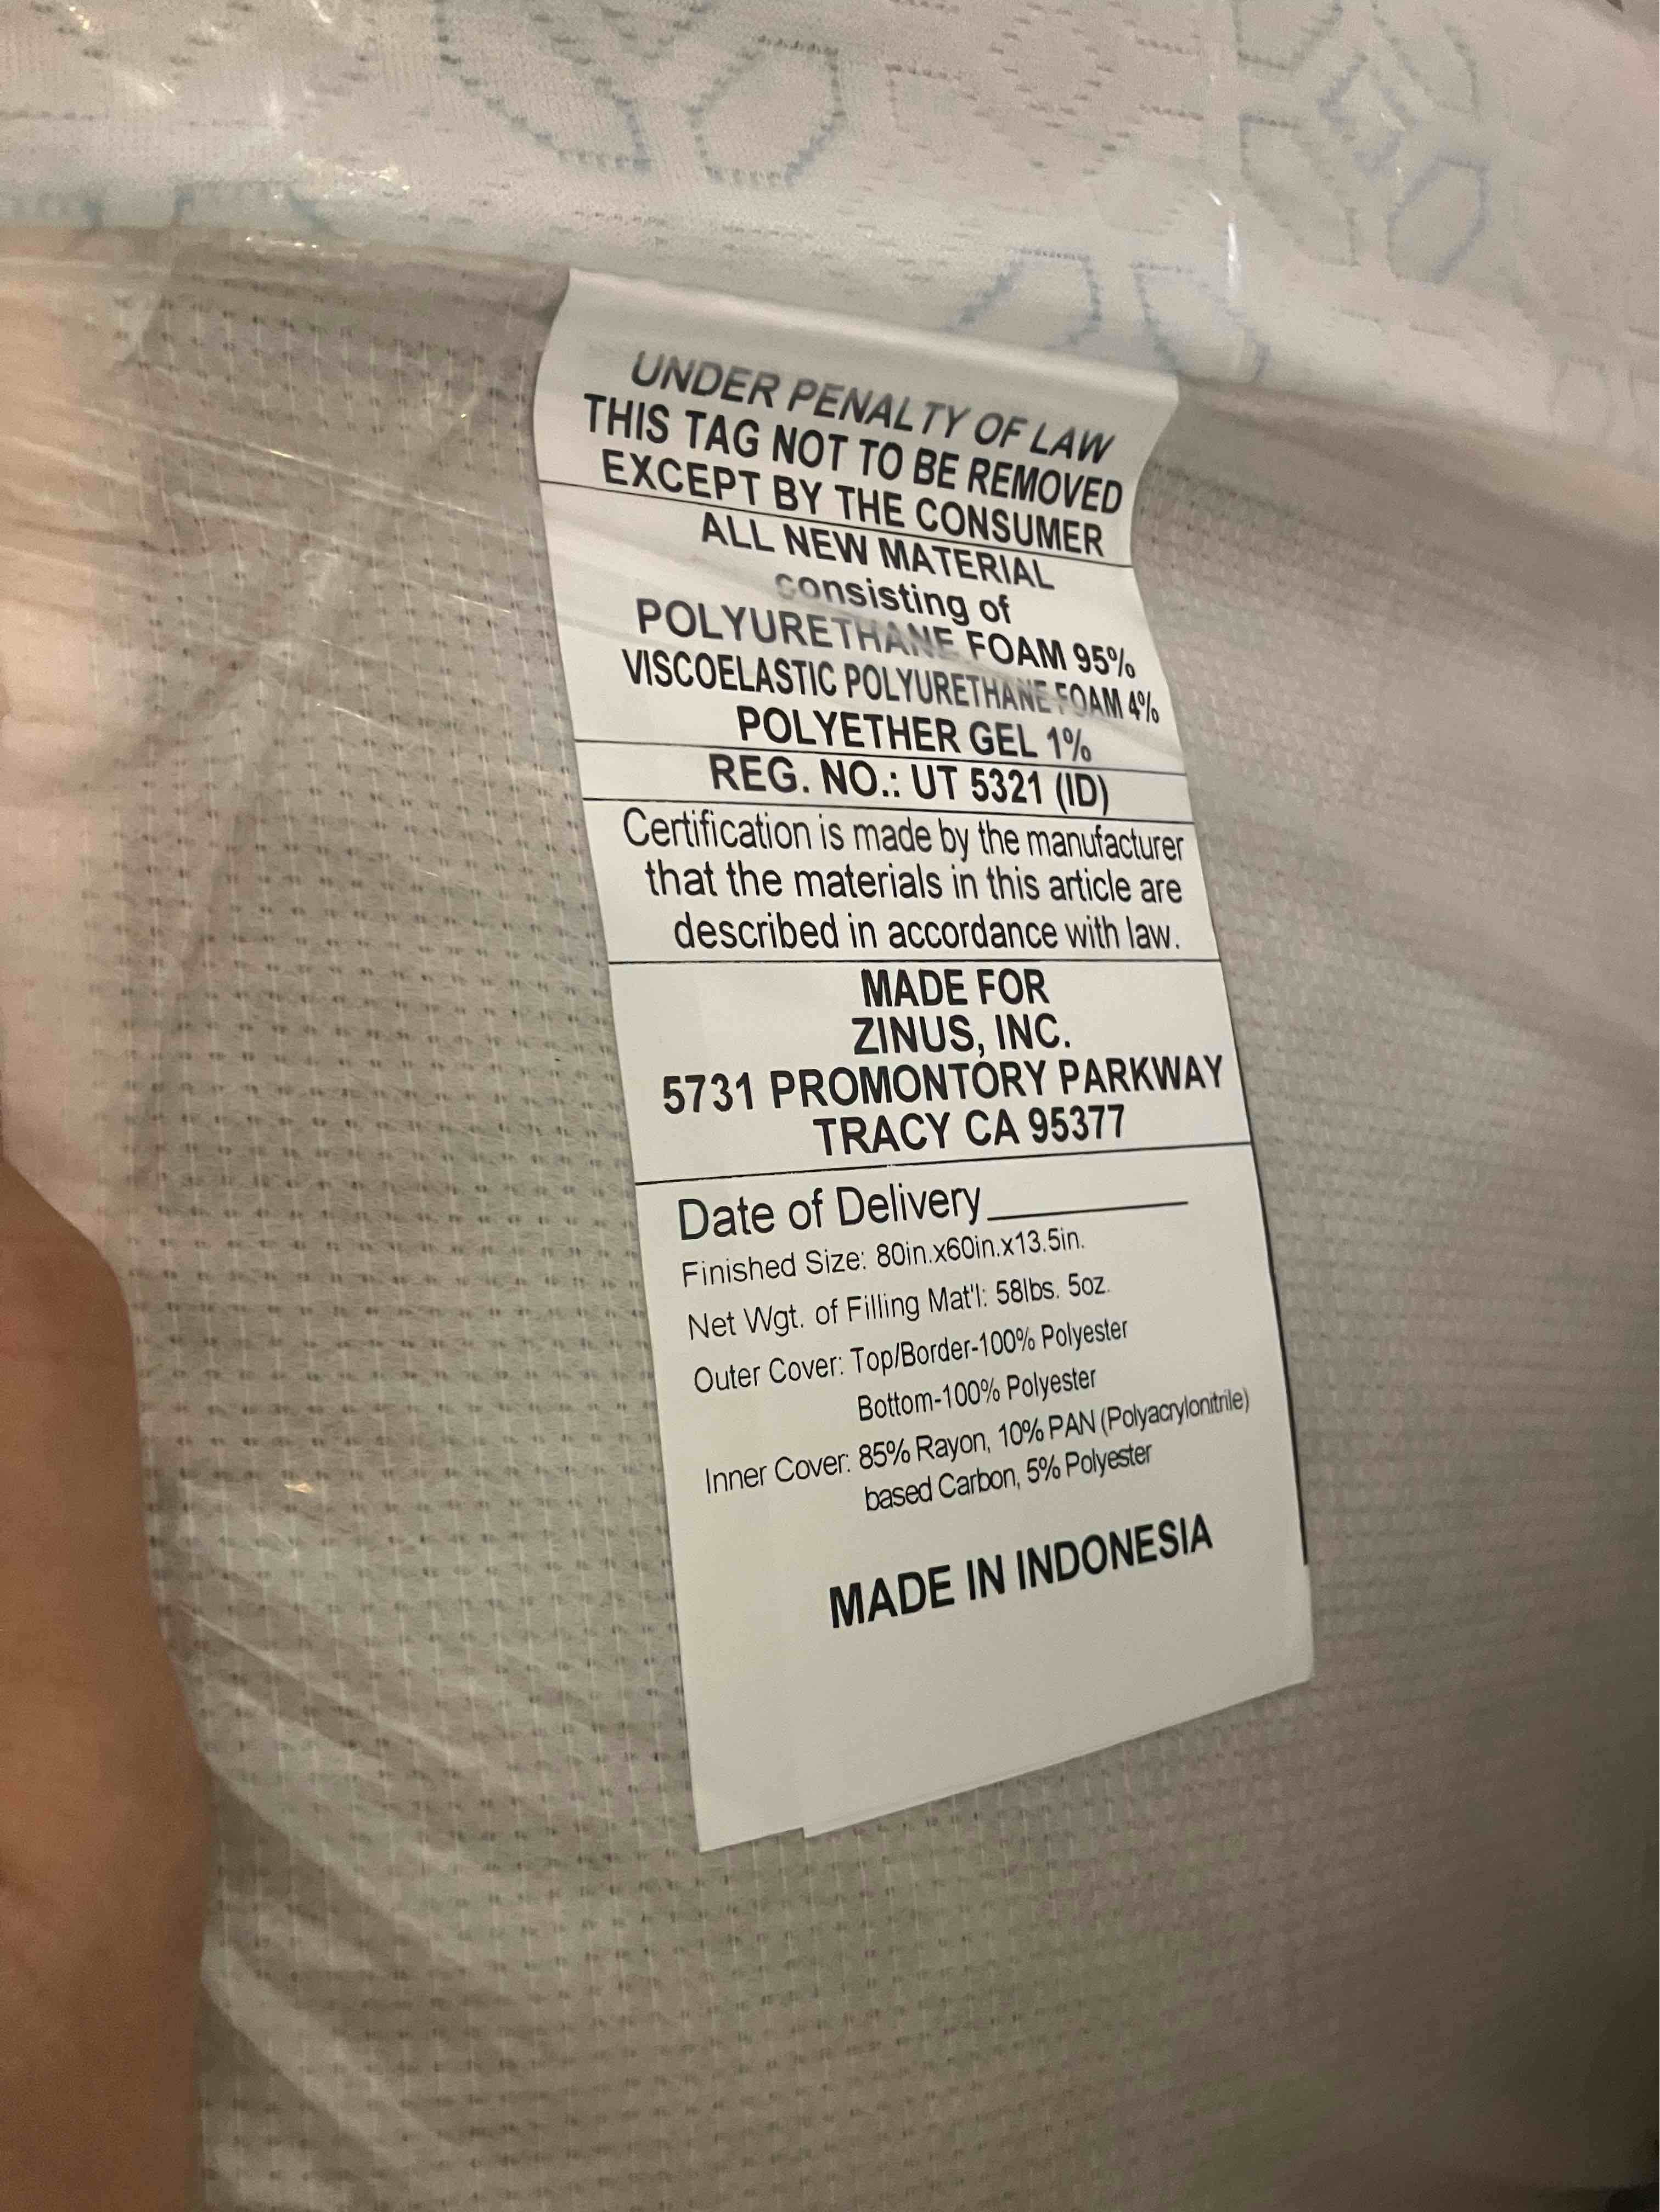 UNDER PENALTY OF LAW
THIS TAG NOT TO BE REMOVED
EXCEPT BY THE CONSUMER
ALL NEW MATERIAL
consisting of
POLYURETHANE FOAM 95%
VISCOELASTIC POLYURETHANE FOAM 4%
POLYETHER GEL 1%
REG. NO.: UT 5321 (ID)
Certification is made by the manufacturer
that the materials in this article are
described in accordance with law.
MADE FOR
ZINUS, INC.
5731 PROMONTORY PARKWAY
TRACY CA 95377
Date of Delivery__________
Finished Size: 80in.x60in.x13.5in.
Net Wgt. of Filling Mat'l: 58lbs. 5oz.
Outer Cover: Top/Border-100% Polyester
Bottom-100% Polyester
Inner Cover: 85% Rayon, 10% PAN (Polyacrylonitrile)
based Carbon, 5% Polyester
MADE IN INDONESIA